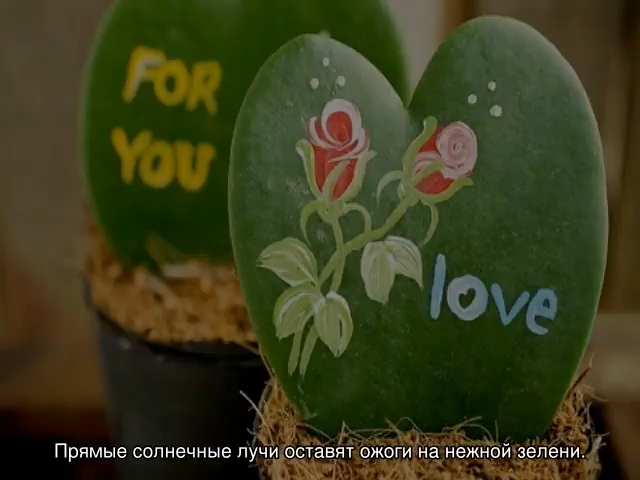 FOR
YOU
love
Прямые солнечные лучи оставят ожоги на нежной зелени.